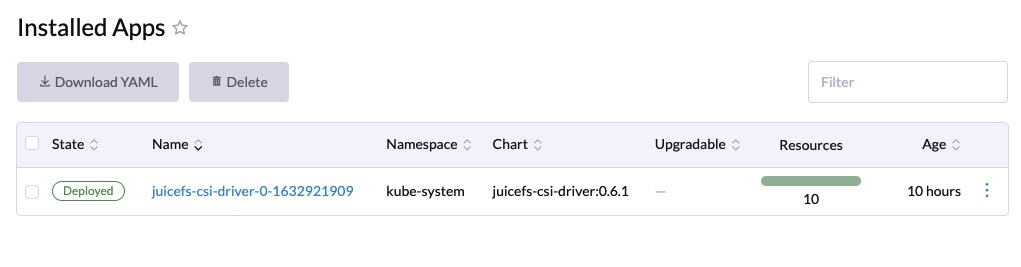 Installed Apps
Download YAML Delete Filter
State Name Namespace Chart Upgradable Resources Age
Deployed juicefs-csi-driver-0-1632921909 kube-system juicefs-csi-driver:0.6.1 — 10 hours
10